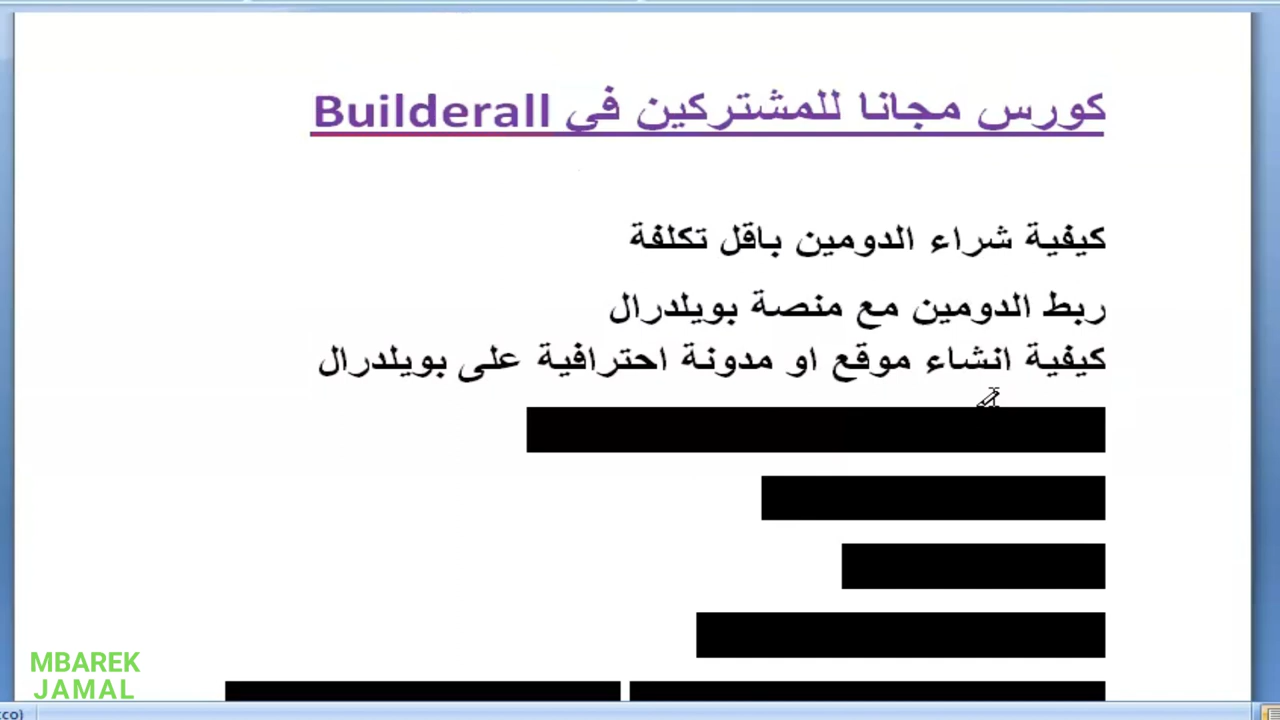 كورس مجانا للمشتركين في Builderall
كيفية شراء الدومين باقل تكلفة
ربط الدومين مع منصة بويلدرال
كيفية انشاء موقع او مدونة احترافية على بويلدرال
MBAREK
JAMAL
cco)